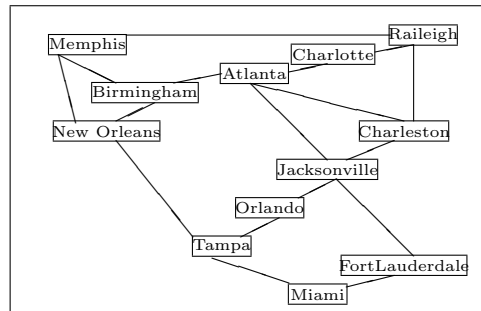 Memphis
Raileigh
Charlotte
Atlanta
Birmingham
New Orleans
Charleston
Jacksonville
Orlando
Tampa
FortLauderdale
Miami